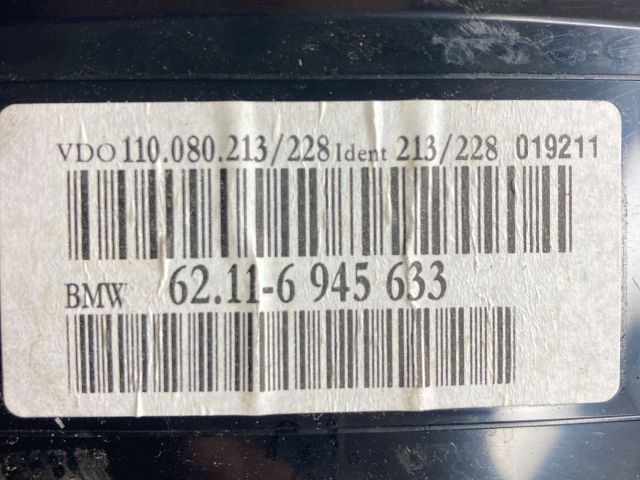 VDO 110.080.213/228 Ident 213/228 019211
BMW 62.11-6 945 633